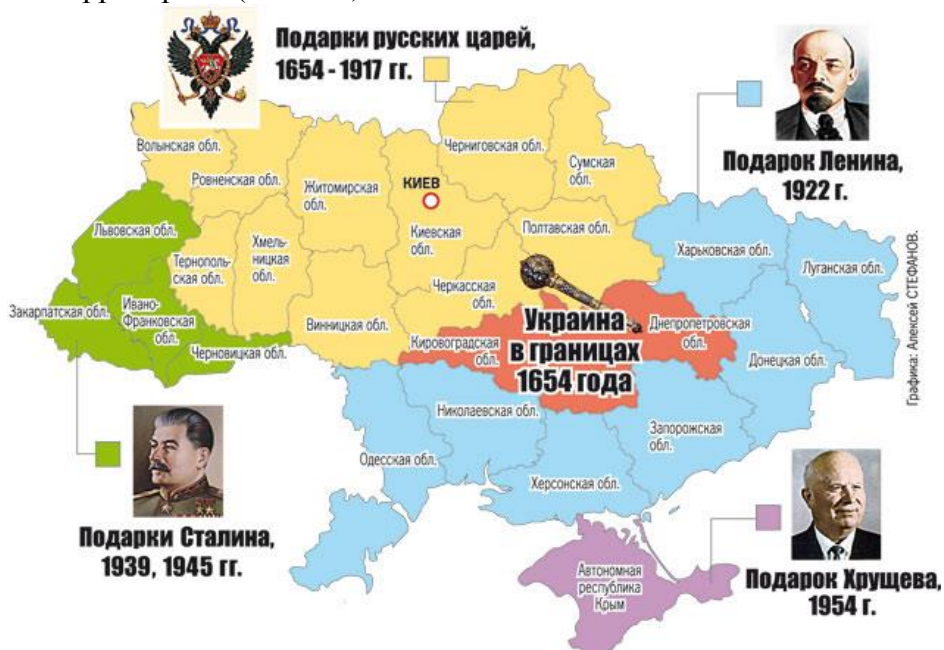 Подарки русских царей,
1654 - 1917 гг.
Подарок Ленина,
1922 г.
Волынская обл.
Ровненская обл.
Житомирская
обл.
КИЕВ
Киевская
обл.
Черниговская обл.
Сумская
обл.
Львовская обл.
Тернополь-
ская обл.
Хмель-
ницкая
обл.
Полтавская
обл.
Харьковская обл.
Луганская
обл.
Закарпатская обл.
Ивано-
Франковская
обл.
Черновицкая обл.
Винницкая обл.
Черкасская
обл.
Кировоградская
обл.
Украина
в границах
1654 года
Днепропетровская
обл.
Донецкая обл.
Графика: Алексей СТЕФАНОВ.
Одесская обл.
Николаевская обл.
Херсонская обл.
Запорожская
обл.
Автономная
республика
Крым
Подарки Сталина,
1939, 1945 гг.
Подарок Хрущева,
1954 г.